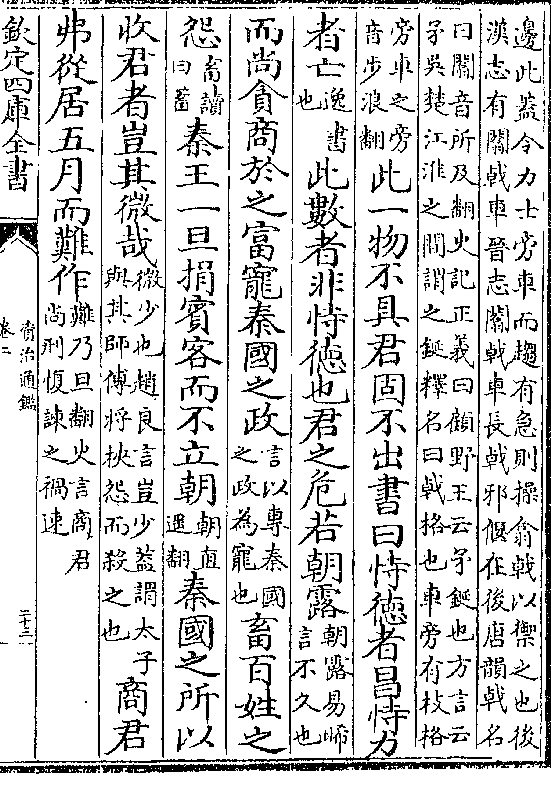 邊此蓋令力士旁車而趨有急則操翕戟以禦之也後
漢志有闟戟車晉志闟戟車長戟邪偃在後唐韻戟名
曰闟音所及翻史記正義曰顧野王云矛鋋也方言云
矛吳楚江淮之間謂之鋋釋名曰戟格也車旁有枝格
旁車之旁音步浪翻此一物不具君固不出書曰恃德者昌恃力
者亡逸書也此數者非恃德也君之危若朝露朝露易晞言不久也
而尚貪商於之富寵秦國之政言以專秦國之政為寵也畜百姓之
怨畜讀曰蓄秦王一旦捐賓客而不立朝朝直遥翻秦國之所以
收君者豈其微哉微少也趙良言豈少蓋謂太子與其師傅將挾怨而殺之也商君
弗從居五月而難作難乃旦翻史言商君尚刑愎諫之禍速
欽定四庫全書
資治通鑑
卷二
二十三